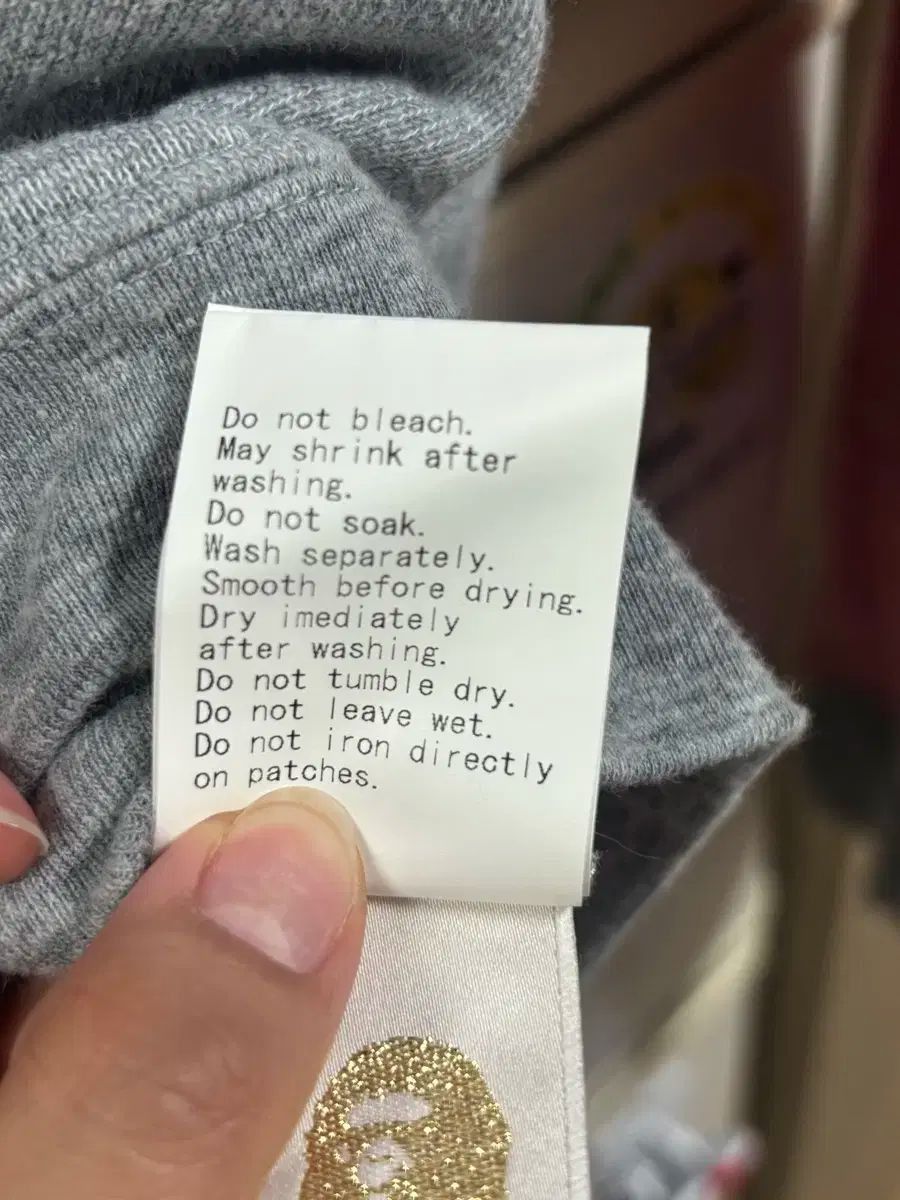 Do not bleach.
May shrink after
washing.
Do not soak.
Wash separately.
Smooth before drying.
Dry imediately
after washing.
Do not tumble dry.
Do not leave wet.
Do not iron directly
on patches.